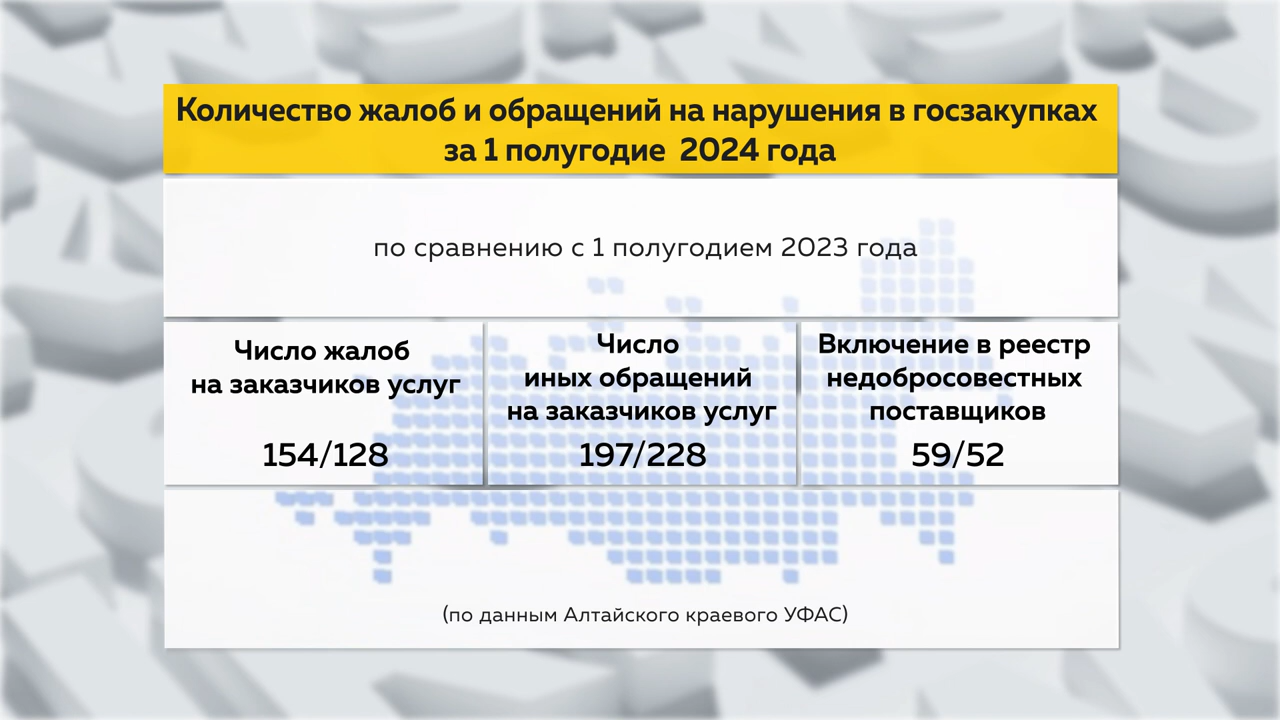 Количество жалоб и обращений на нарушения в госзакупках
за 1 полугодие 2024 года
по сравнению с 1 полугодием 2023 года
Число жалоб
на заказчиков услуг
154/128
Число
иных обращений
на заказчиков услуг
197/228
Включение в реестр
недобросовестных
поставщиков
59/52
(по данным Алтайского краевого УФАС)